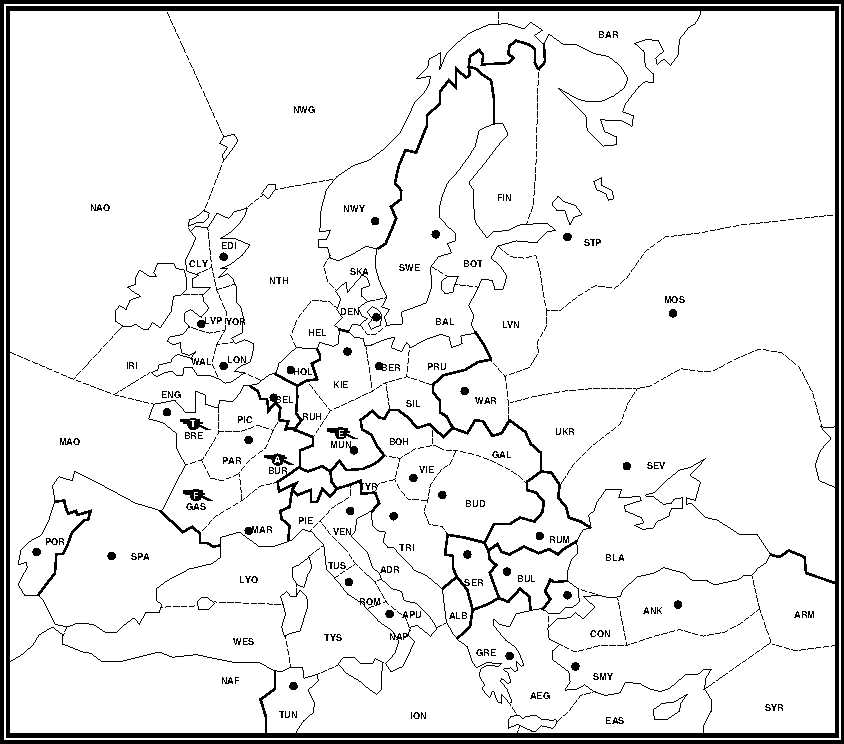 BAR
NWG
FIN
NAO
NWY
STP
EDI
CLY
SKA
SWE
BOT
NTH
MOS
DEN
LVP
YOR
BAL
LVN
HEL
IRI
WAL
LON
HOL
BER
PRU
KIE
ENG
BEL
SIL
WAR
RUH
PIC
T
BRE
UKR
E
MUN
BOH
MAO
GAL
PAR
A
BUR
VIE
SEV
TYR
F
GAS
BUD
PIE
MAR
VEN
POR
RUM
TRI
SPA
BLA
TUS
ADR
LYO
SER
BUL
ROM
ANK
APU
ALB
ARM
CON
NAP
TYS
WES
GRE
SMY
NAF
AEG
SYR
TUN
ION
EAS